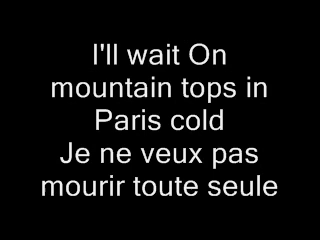 I'll wait On
mountain tops in
Paris cold
Je ne veux pas
mourir toute seule